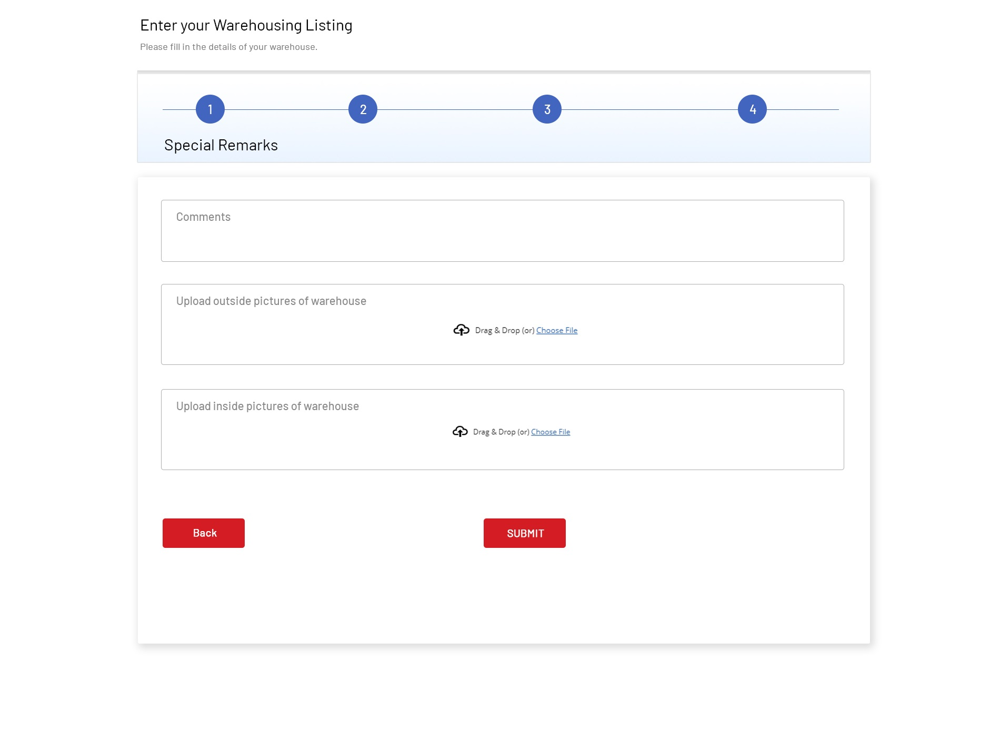 Enter your Warehousing Listing
Please fill in the details of your warehouse.
1 2 3 4
Special Remarks
Comments
Upload outside pictures of warehouse
Drag & Drop (or) Choose File
Upload inside pictures of warehouse
Drag & Drop (or) Choose File
Back SUBMIT